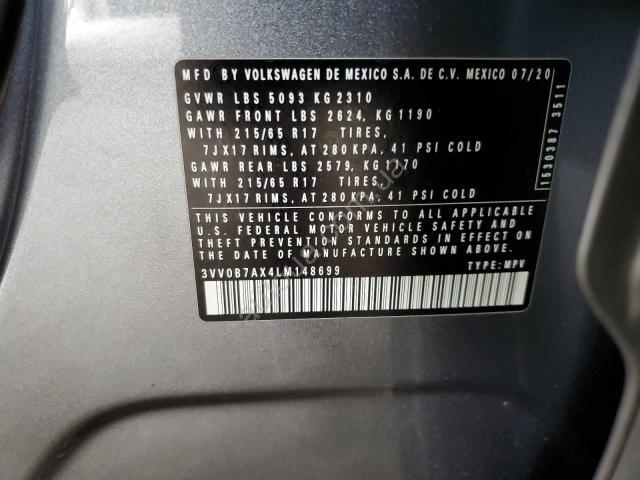 MFD BY VOLKSWAGEN DE MEXICO S.A. DE C.V. MEXICO 07/20
GVWR LBS 5093 KG 2310
GAWR FRONT LBS 2624, KG 1190
WITH 215/65 R17 TIRES,
7JX17 RIMS, AT 280 KPA, 41 PSI COLD
GAWR REAR LBS 2579, KG 1170
WITH 215/65 R17 TIRES,
7JX17 RIMS, AT 280 KPA, 41 PSI COLD
THIS VEHICLE CONFORMS TO ALL APPLICABLE
U.S. FEDERAL MOTOR VEHICLE SAFETY AND
THEFT PREVENTION STANDARDS IN EFFECT ON
THE DATE OF MANUFACTURE SHOWN ABOVE.
3VV0B7AX4LM148699 TYPE: MPV
1530387 3511